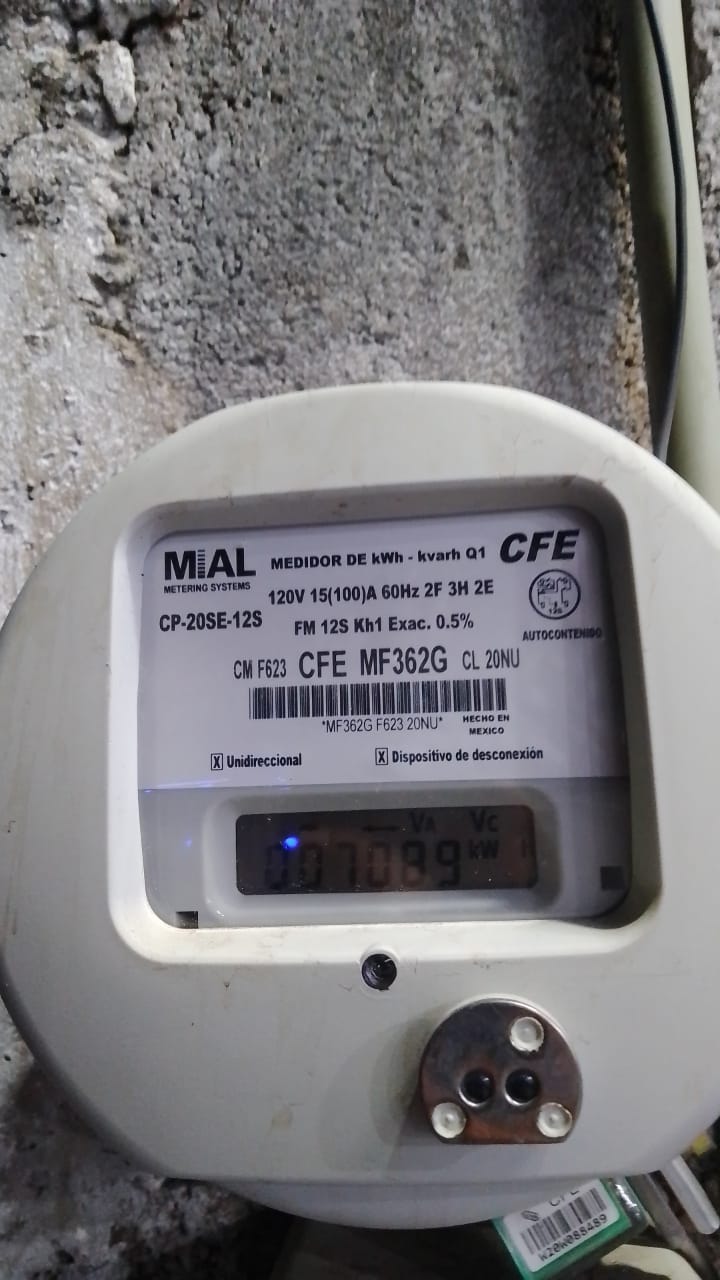 MIAL
METERING SYSTEMS
MEDIDOR DE kWh - kvarh Q1
CFE
120V 15(100)A 60Hz 2F 3H 2E
CP-20SE-12S
FM 12S Kh1 Exac. 0.5%
12S
AUTOCONTENIDO
CM F623 CFE MF362G CL 20NU
*MF362G F623 20NU*
HECHO EN
MEXICO
X Unidireccional
X Dispositivo de desconexión
VA VC
007089 kW
CFE
W20W088489